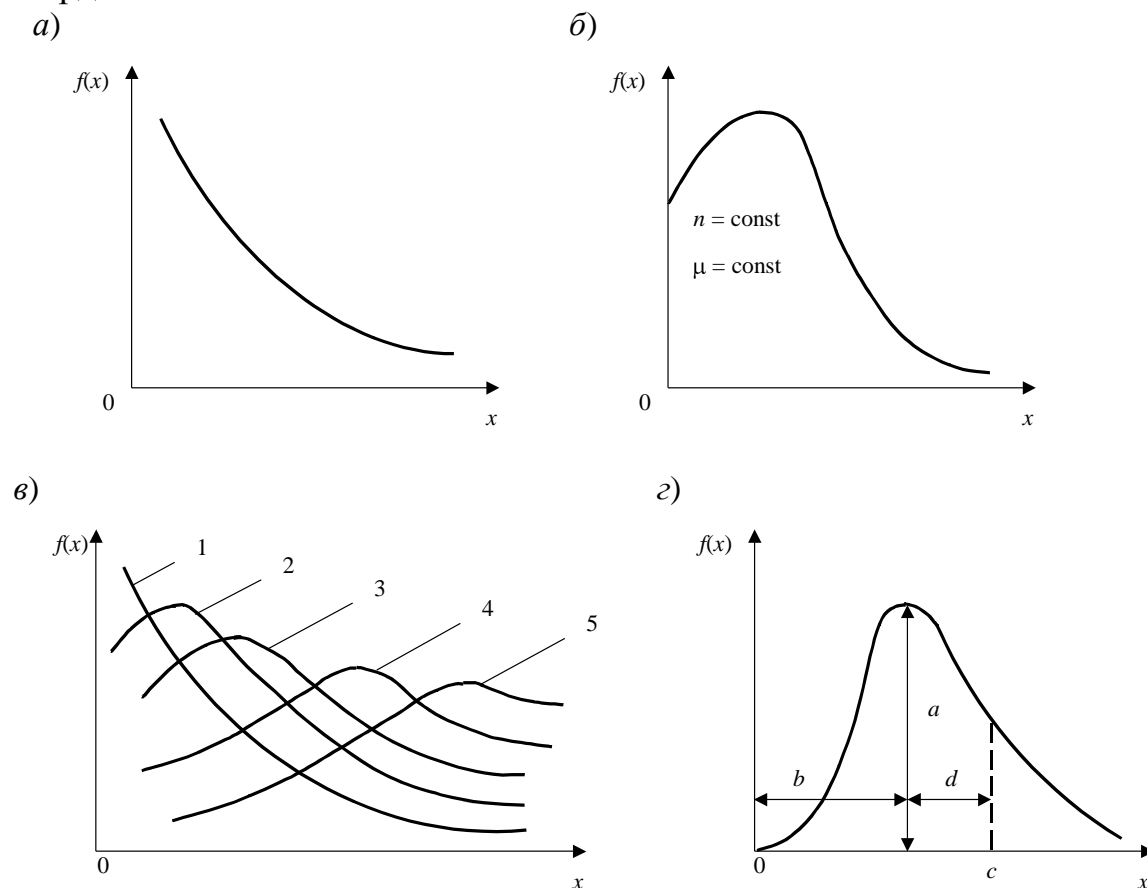 а)
б)
f(x)
f(x)
n = const
μ = const
0
x
0
x
в)
г)
f(x)
1
2
3
4
5
f(x)
a
b
d
0
x
0
c
x